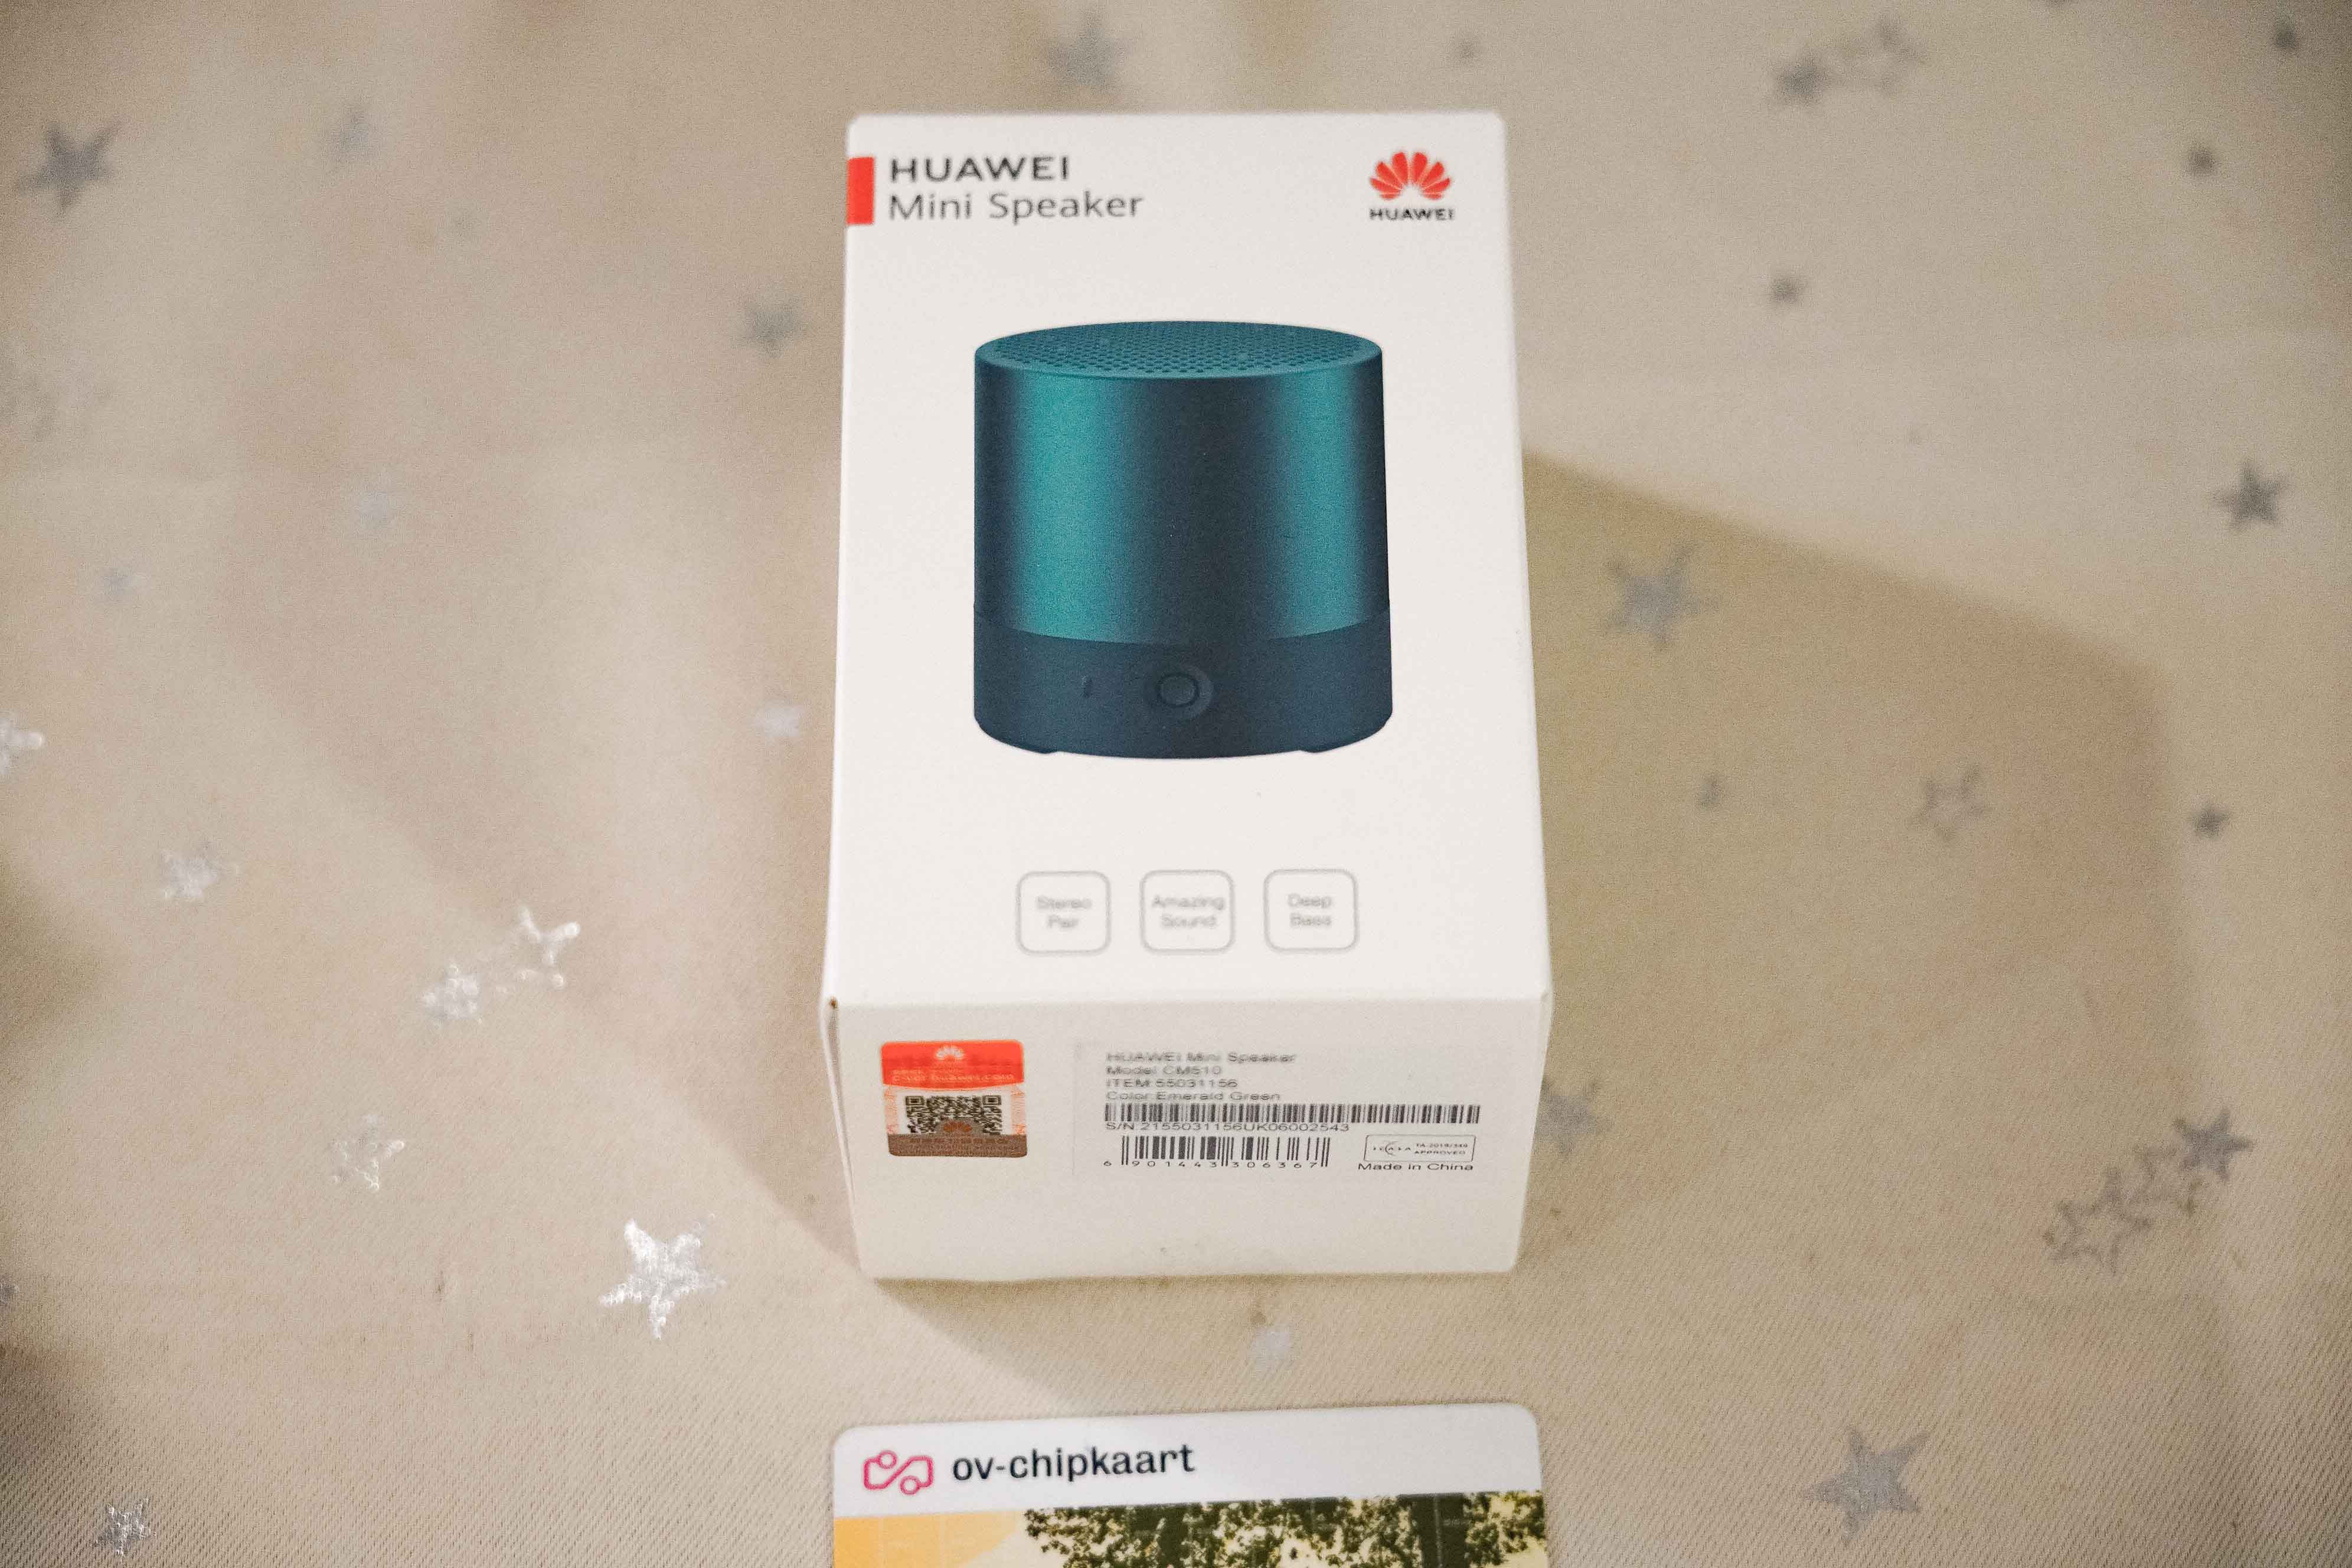 HUAWEI
Mini Speaker
HUAWEI
Stereo
Pair
Amazing
Sound
Deep
Bass
HUAWEI Mini Speaker
Model CM510
ITEM:55031156
Color:Emerald Green
S/N:2155031156UK06002543
6 901443 306367
APPROVED
Made in China
ov-chipkaart